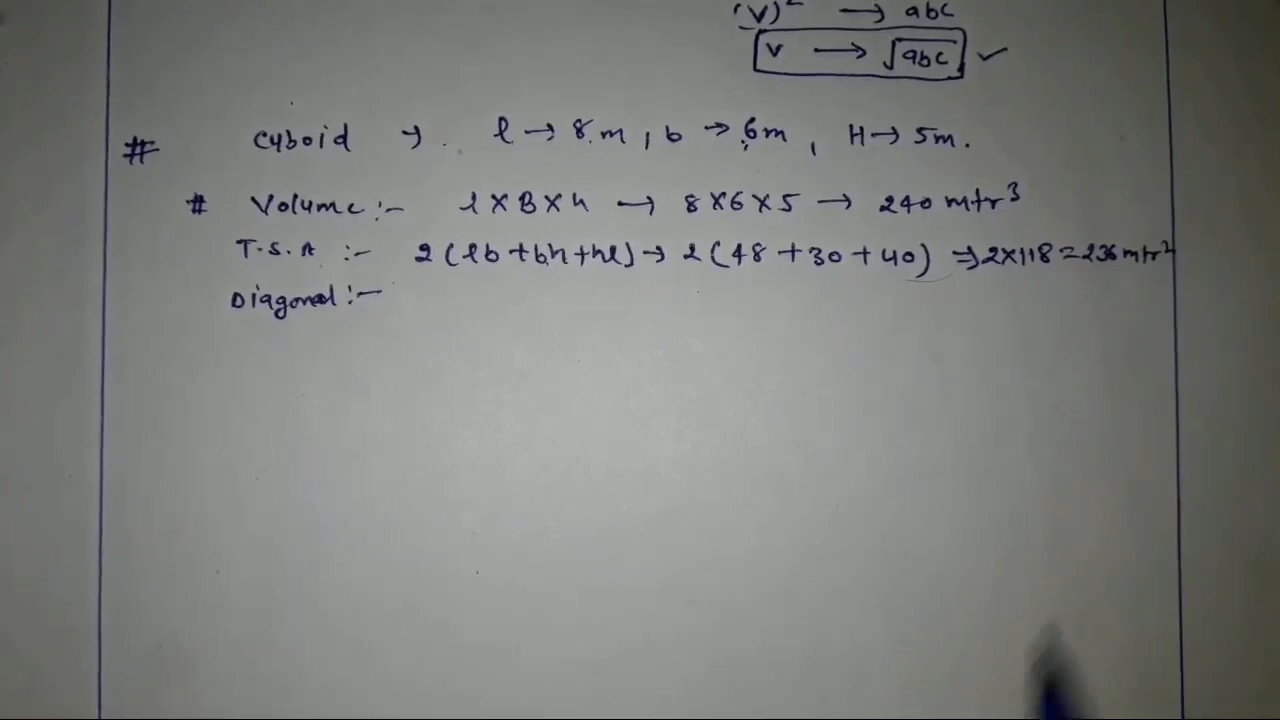 (V)² → abc
V → √abc ✓
# Cuboid → . l → 8 m, b → 6m, H → 5m.
# Volume :- l × B × h → 8×6×5 → 240 mtr³
T.S.A :- 2(lb+bh+hl) → 2(48+30+40) ⇒ 2×118=236 mtr²
Diagonal :-